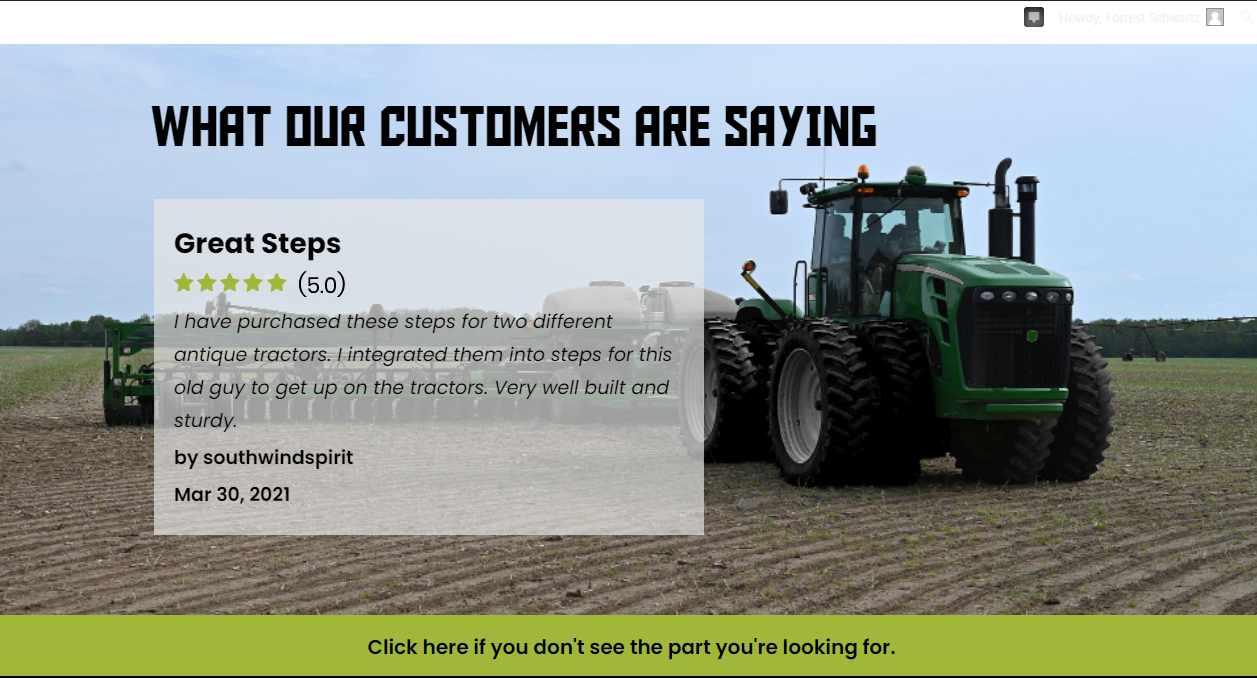 Howdy, Forrest Schwartz
WHAT OUR CUSTOMERS ARE SAYING
Great Steps
(5.0)
I have purchased these steps for two different
antique tractors. I integrated them into steps for this
old guy to get up on the tractors. Very well built and
sturdy.
by southwindspirit
Mar 30, 2021
Click here if you don't see the part you're looking for.